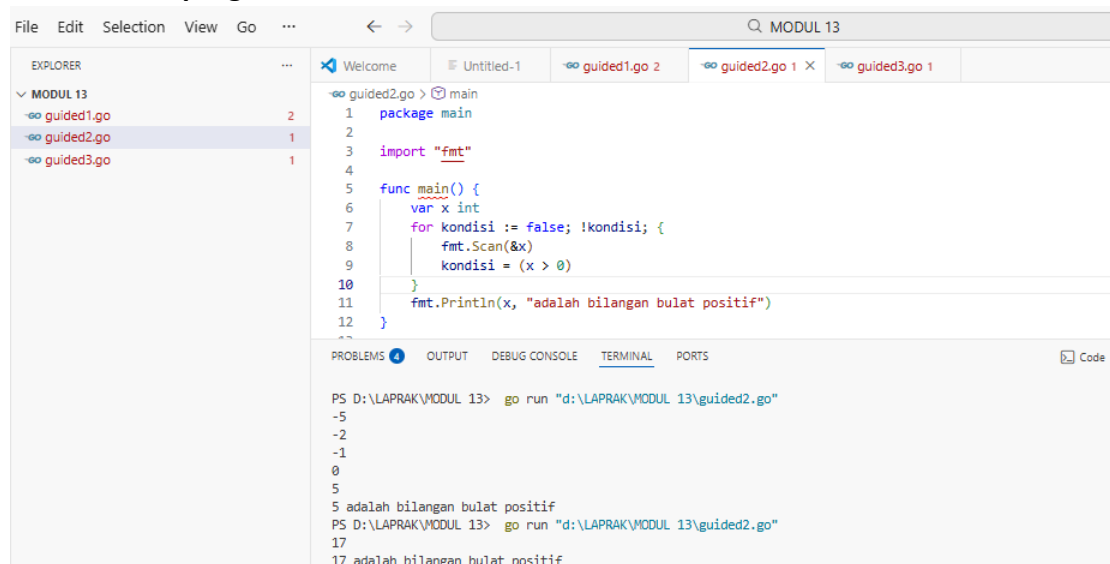 File Edit Selection View Go ··· ← → MODUL 13
EXPLORER ···
Welcome Untitled-1 guided1.go 2 guided2.go 1 × guided3.go 1
MODUL 13
guided1.go 2
guided2.go 1
guided3.go 1
guided2.go > main
1 package main
2
3 import "fmt"
4
5 func main() {
6 var x int
7 for kondisi := false; !kondisi; {
8 fmt.Scan(&x)
9 kondisi = (x > 0)
10 }
11 fmt.Println(x, "adalah bilangan bulat positif")
12 }
PROBLEMS 4 OUTPUT DEBUG CONSOLE TERMINAL PORTS Code
PS D:\LAPRAK\MODUL 13> go run "d:\LAPRAK\MODUL 13\guided2.go"
-5
-2
-1
0
5
5 adalah bilangan bulat positif
PS D:\LAPRAK\MODUL 13> go run "d:\LAPRAK\MODUL 13\guided2.go"
17
17 adalah bilangan bulat positif